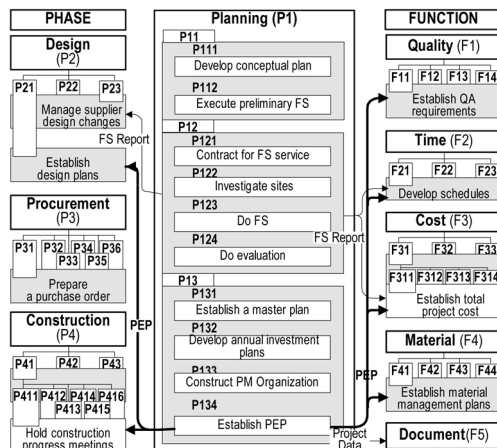 PHASE
Design
(P2)
P21
P22
P23
Manage supplier
design changes
FS Report
Establish
design plans
Procurement
(P3)
P31
P32
P34
P36
P33
P35
Prepare
a purchase order
Construction
(P4)
P41
P42
P43
P411
P412
P414
P416
P413
P415
Hold construction
progress meetings
PEP
Planning (P1)
P11
P111
Develop conceptual plan
P112
Execute preliminary FS
P12
P121
Contract for FS service
P122
Investigate sites
P123
Do FS
P124
Do evaluation
P13
P131
Establish a master plan
P132
Develop annual investment
plans
P133
Construct PM Organization
P134
Establish PEP
FS Report
PEP
Project
Data
FUNCTION
Quality (F1)
F11
F12
F13
F14
Establish QA
requirements
Time (F2)
F21
F22
F23
Develop schedules
Cost (F3)
F31
F32
F33
F311
F312
F313
F314
Establish total
project cost
Material (F4)
F41
F42
F43
F44
Establish material
management plans
Document(F5)